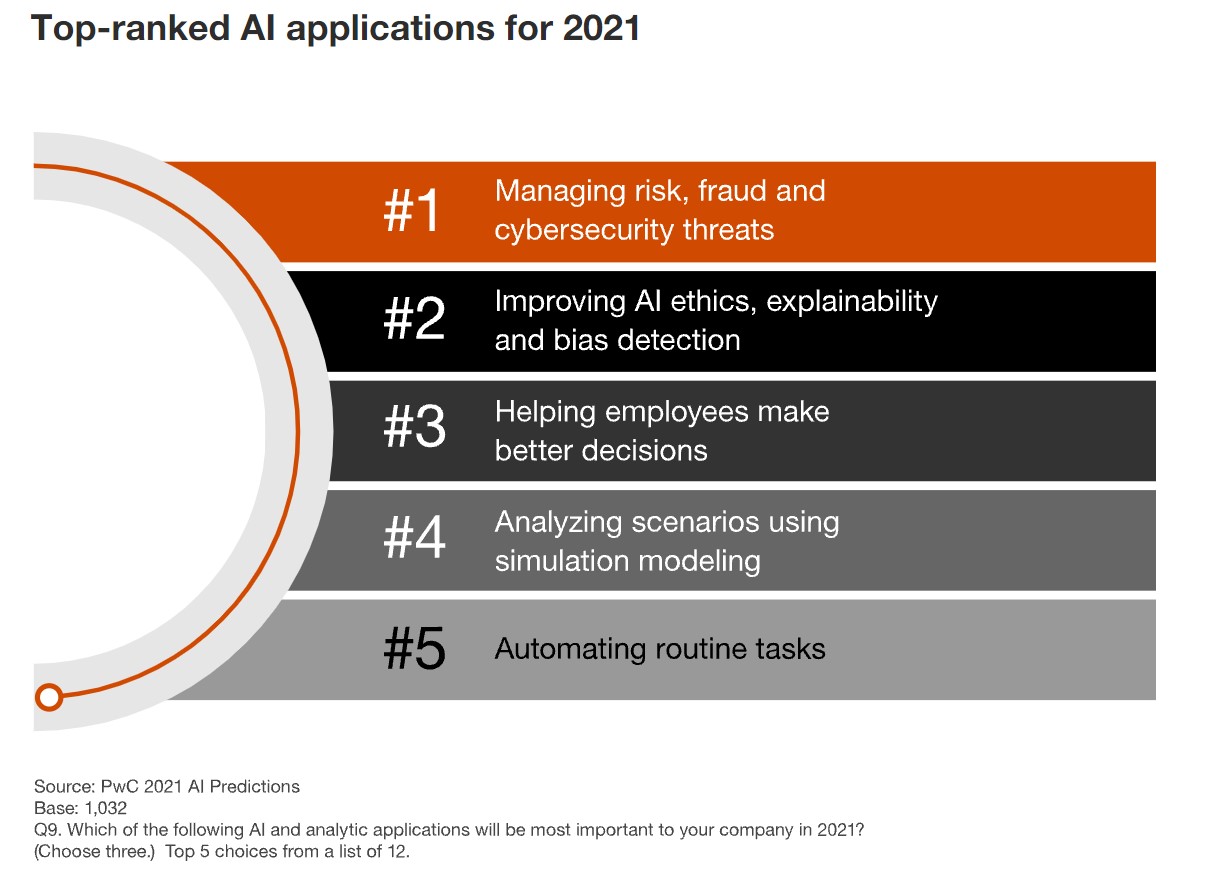 Top-ranked AI applications for 2021
#1
Managing risk, fraud and
cybersecurity threats
#2
Improving AI ethics, explainability
and bias detection
#3
Helping employees make
better decisions
#4
Analyzing scenarios using
simulation modeling
#5
Automating routine tasks
Source: PwC 2021 AI Predictions
Base: 1,032
Q9. Which of the following AI and analytic applications will be most important to your company in 2021?
(Choose three.)  Top 5 choices from a list of 12.